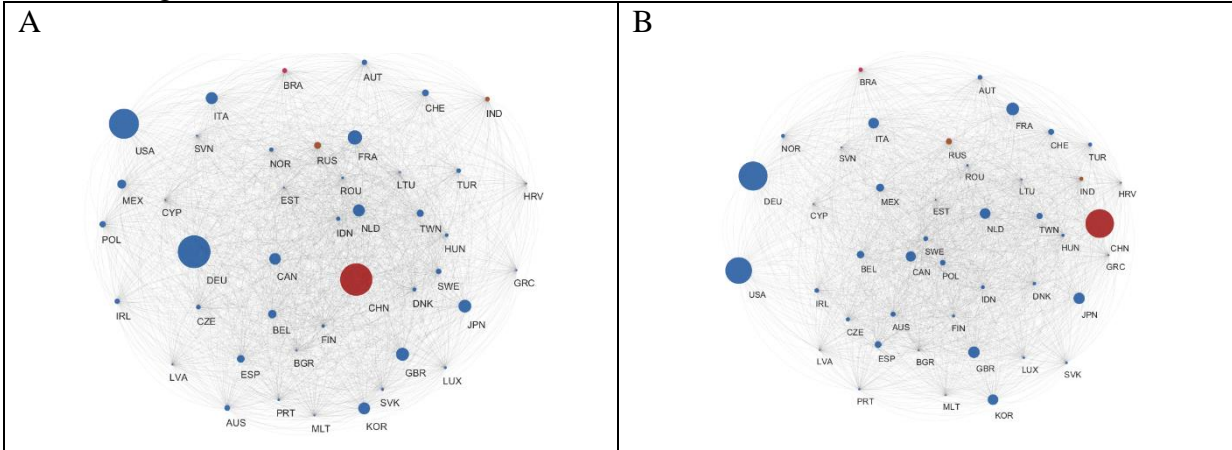 A
BRA
AUT
ITA
CHE
IND
USA
SVN
NOR
RUS
FRA
MEX
CYP
EST
ROU
LTU
TUR
HRV
POL
IDN
NLD
TWN
HUN
DEU
CAN
CHN
SWE
GRC
IRL
CZE
BEL
FIN
DNK
JPN
LVA
ESP
BGR
GBR
LUX
AUS
PRT
MLT
SVK
KOR
B
BRA
AUT
FRA
NOR
ITA
CHE
TUR
SVN
RUS
ROU
DEU
MEX
CYP
EST
LTU
IND
HRV
NLD
TWN
HUN
CHN
GRC
USA
BEL
SWE
CAN
POL
IRL
IDN
DNK
JPN
CZE
AUS
FIN
LVA
ESP
BGR
GBR
LUX
SVK
PRT
MLT
KOR